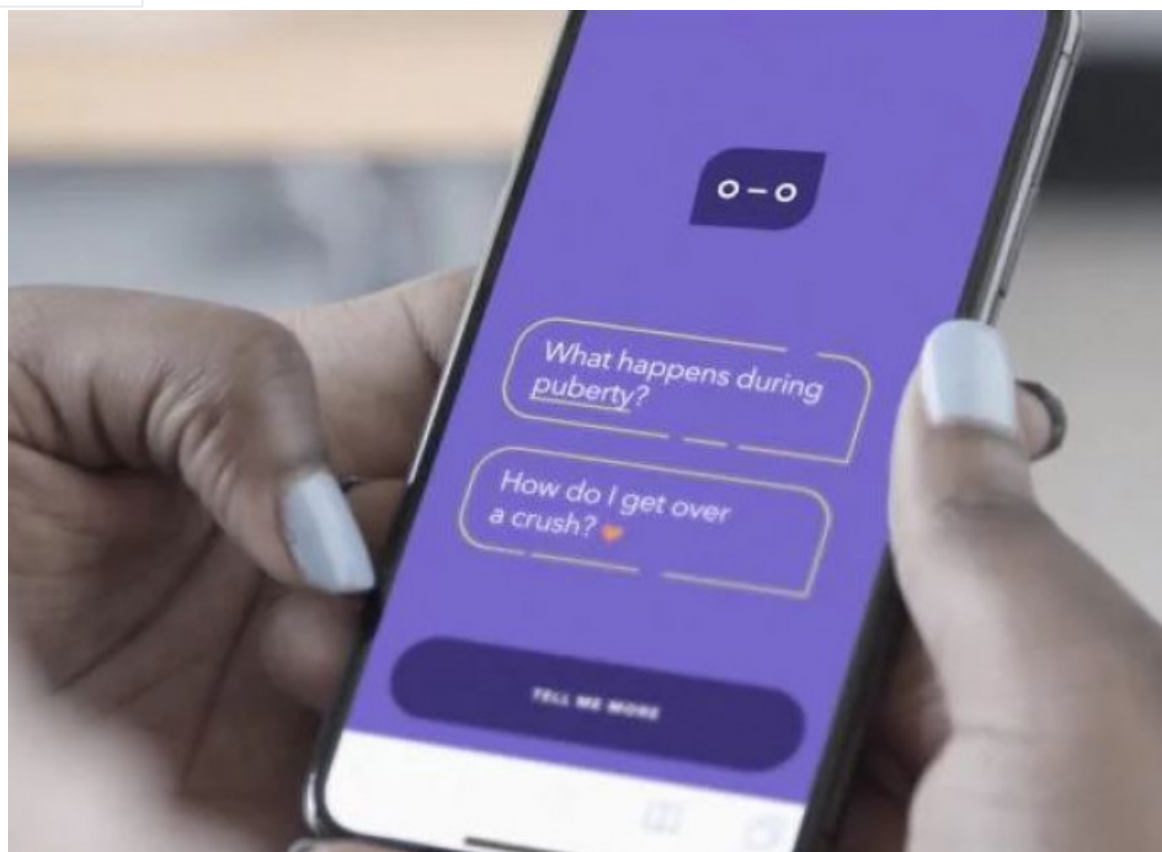 What happens during
puberty?
How do I get over
a crush?
TELL ME MORE